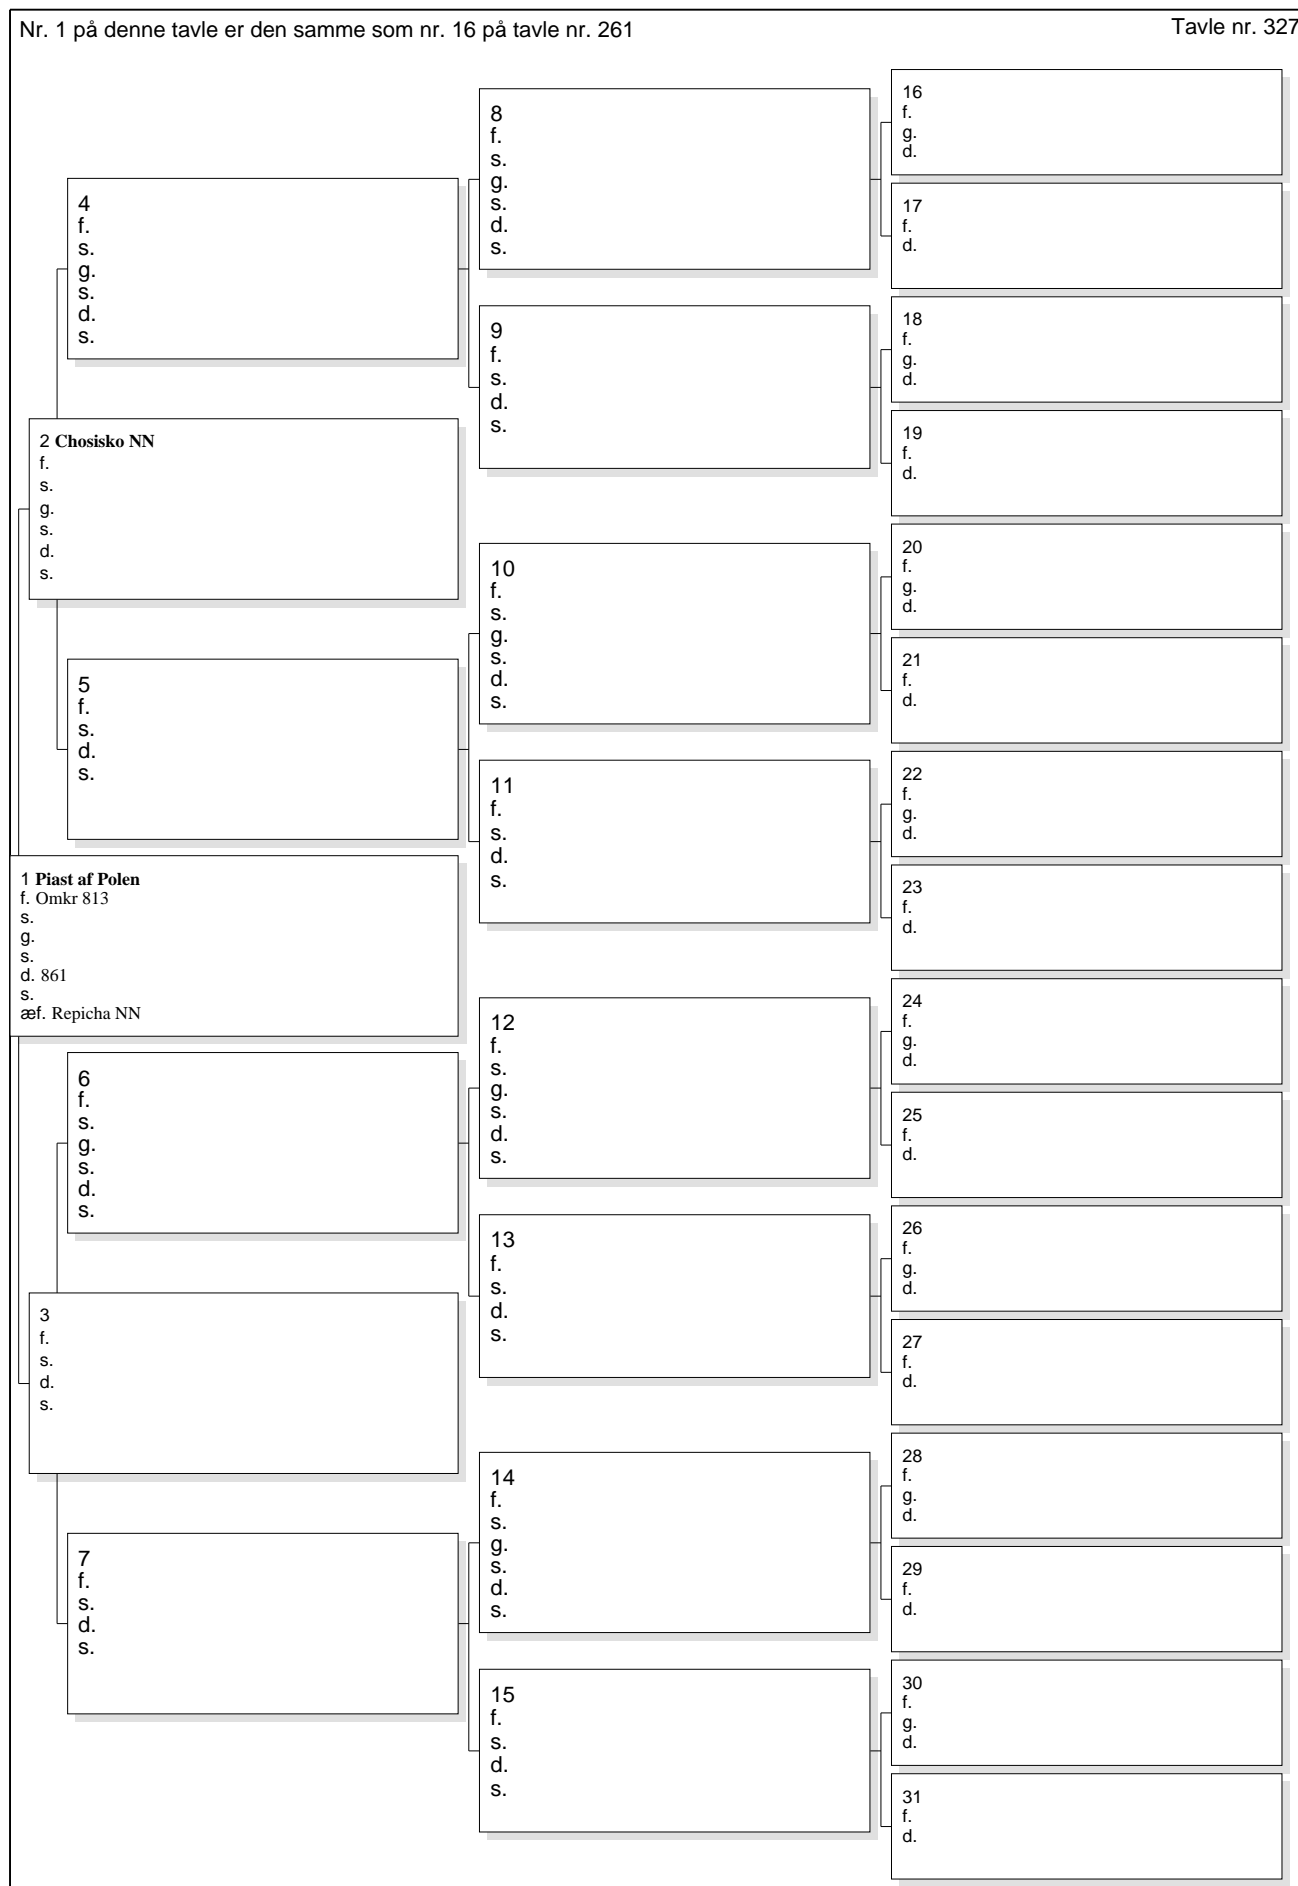 Nr. 1 på denne tavle er den samme som nr. 16 på tavle nr. 261
Tavle nr. 327
1 Piast af Polen
f. Omkr 813
s.
g.
s.
d. 861
s.
æf. Repicha NN
2 Chosisko NN
f.
s.
g.
s.
d.
s.
3
f.
s.
d.
s.
4
f.
s.
g.
s.
d.
s.
5
f.
s.
d.
s.
6
f.
s.
g.
s.
d.
s.
7
f.
s.
d.
s.
8
f.
s.
g.
s.
d.
s.
9
f.
s.
d.
s.
10
f.
s.
g.
s.
d.
s.
11
f.
s.
d.
s.
12
f.
s.
g.
s.
d.
s.
13
f.
s.
d.
s.
14
f.
s.
g.
s.
d.
s.
15
f.
s.
d.
s.
16
f.
g.
d.
17
f.
d.
18
f.
g.
d.
19
f.
d.
20
f.
g.
d.
21
f.
d.
22
f.
g.
d.
23
f.
d.
24
f.
g.
d.
25
f.
d.
26
f.
g.
d.
27
f.
d.
28
f.
g.
d.
29
f.
d.
30
f.
g.
d.
31
f.
d.